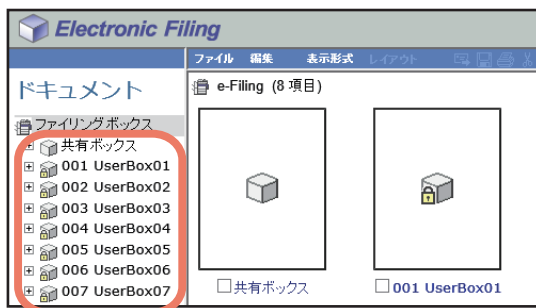 Electronic Filing
ファイル 編集 表示形式 レイアウト
ドキュメント
e-Filing (8 項目)
ファイリングボックス
共有ボックス
001 UserBox01
002 UserBox02
003 UserBox03
004 UserBox04
005 UserBox05
006 UserBox06
007 UserBox07
共有ボックス
001 UserBox01